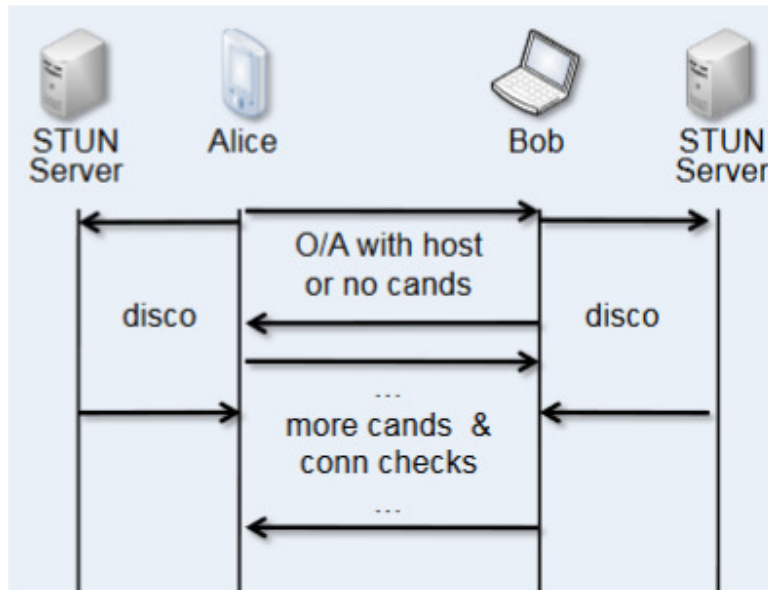 STUN
Server
Alice
Bob
STUN
Server
O/A with host
or no cands
disco
disco
...
more cands & 
conn checks
...